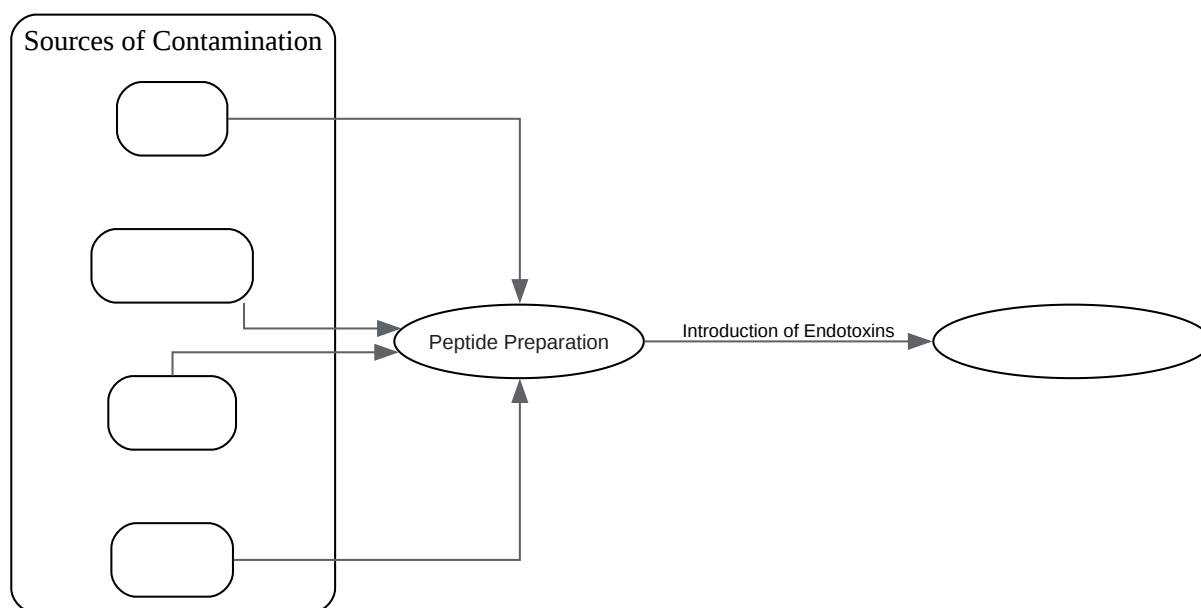 Sources of Contamination
Peptide Preparation
Introduction of Endotoxins